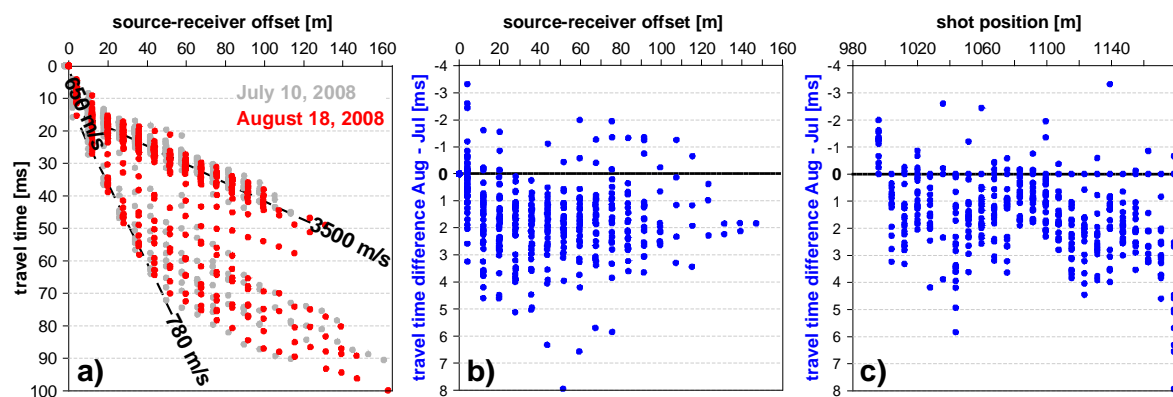 source-receiver offset [m]
0 20 40 60 80 100 120 140 160
0
10
20
30
40
50
60
70
80
90
100
travel time [ms]
July 10, 2008
August 18, 2008
650 m/s
3500 m/s
780 m/s
a)
source-receiver offset [m]
0 20 40 60 80 100 120 140 160
-4
-3
-2
-1
0
1
2
3
4
5
6
7
8
travel time difference Aug - Jul [ms]
b)
shot position [m]
980 1020 1060 1100 1140
-4
-3
-2
-1
0
1
2
3
4
5
6
7
8
travel time difference Aug - Jul [ms]
c)